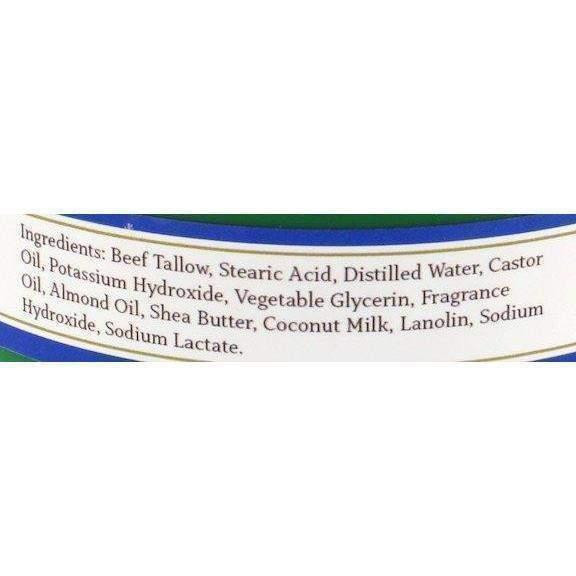 Ingredients: Beef Tallow, Stearic Acid, Distilled Water, Castor
Oil, Potassium Hydroxide, Vegetable Glycerin, Fragrance
Oil, Almond Oil, Shea Butter, Coconut Milk, Lanolin, Sodium
Hydroxide, Sodium Lactate.